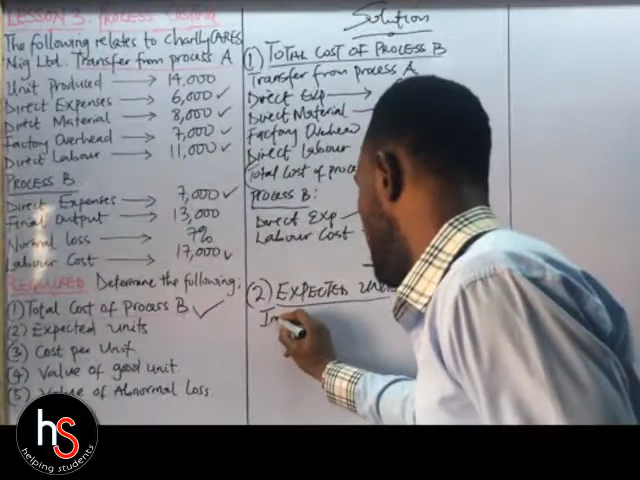 LESSON 3: PROCESS COSTING
The following relates to CharlyCARES
Nig Ltd. Transfer from process A
Unit Produced → 14,000
Direct Expenses → 6,000 ✓
Direct Material → 8,000 ✓
Factory Overhead → 7,000 ✓
Direct Labour → 11,000 ✓
PROCESS B
Direct Expenses → 7,000 ✓
Final Output → 13,000
Normal loss → 7%
Labour Cost → 17,000 ✓
REQUIRED Determine the following:
(1) Total Cost of Process B ✓
(2) Expected Units
(3) Cost per Unit
(4) Value of good unit
(5) Value of Abnormal Loss
Solution
(1) TOTAL COST OF PROCESS B
Transfer from process A
Direct Exp →
Direct Material →
Factory Overhead
Direct Labour
Total Cost of proce
Process B:
Direct Exp
Labour Cost
(2) EXPECTED
hs
helping students